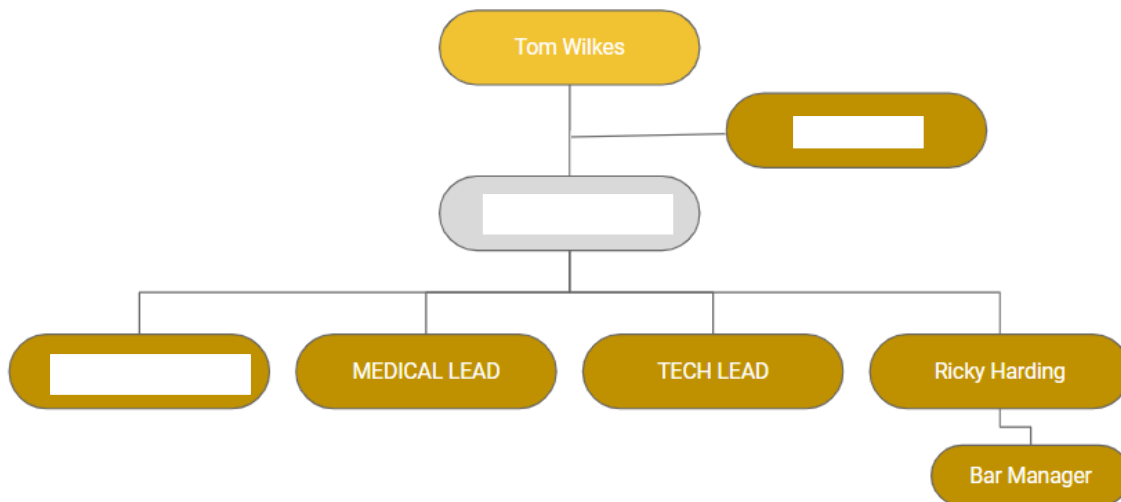 Tom Wilkes
MEDICAL LEAD
TECH LEAD
Ricky Harding
Bar Manager